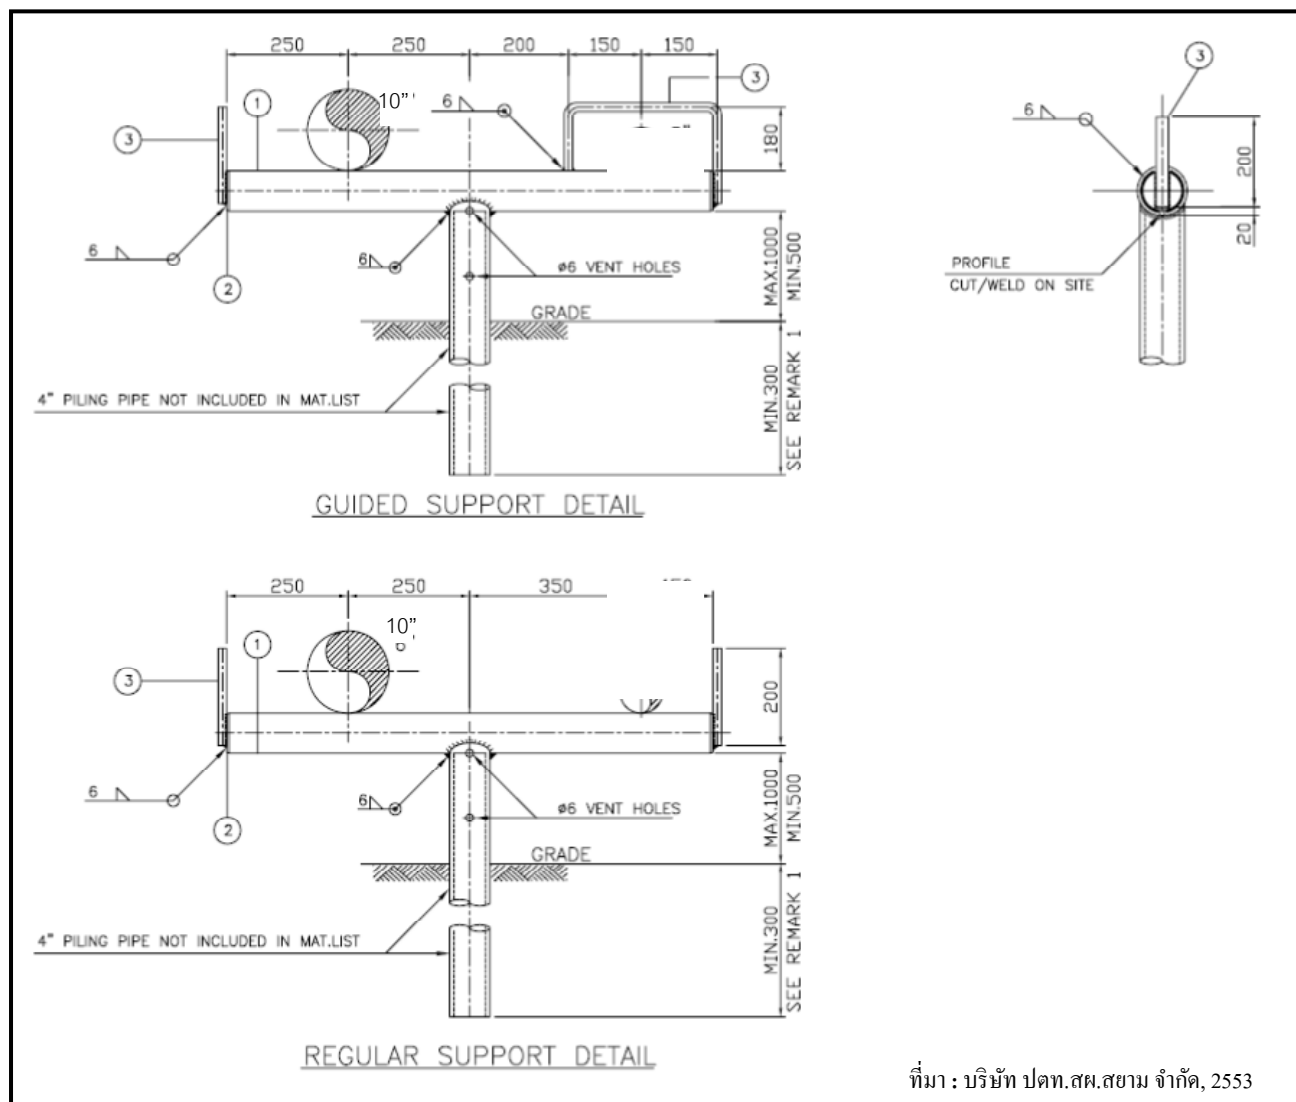 250 250 200 150 150
3
3
6
10"
1
3
6
180
200
20
6
6
ø6 VENT HOLES
2
MAX.1000
MIN.500
PROFILE
CUT/WELD ON SITE
GRADE
4" PILING PIPE NOT INCLUDED IN MAT.LIST
MIN.300
SEE REMARK 1
GUIDED SUPPORT DETAIL
250 250 350
10"
1
3
200
6
6
ø6 VENT HOLES
2
MAX.1000
MIN.500
GRADE
4" PILING PIPE NOT INCLUDED IN MAT.LIST
MIN.300
SEE REMARK 1
REGULAR SUPPORT DETAIL
ที่มา : บริษัท ปตท.สผ.สยาม จำกัด, 2553